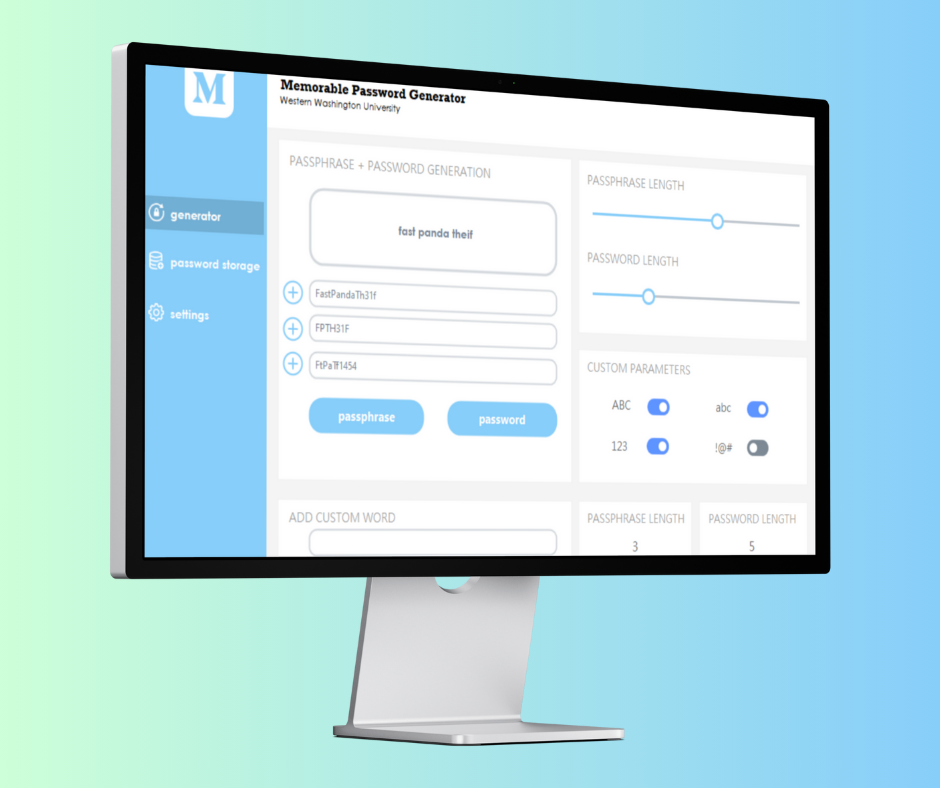 M
Memorable Password Generator
Western Washington University
generator
password storage
settings
PASSPHRASE + PASSWORD GENERATION
fast panda theif
FastPandaTh31f
FPTH31F
FtPaTf1454
passphrase
password
PASSPHRASE LENGTH
PASSWORD LENGTH
CUSTOM PARAMETERS
ABC
abc
123
!@#
ADD CUSTOM WORD
PASSPHRASE LENGTH
3
PASSWORD LENGTH
5